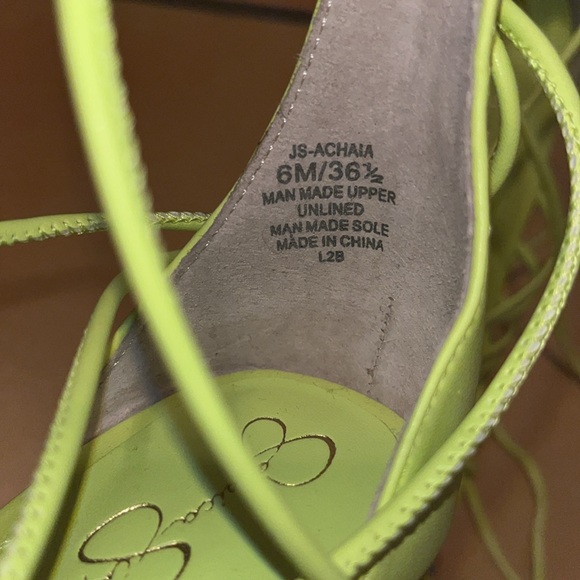 JS-ACHAIA
6M/36½
MAN MADE UPPER
UNLINED
MAN MADE SOLE
MADE IN CHINA
L2B